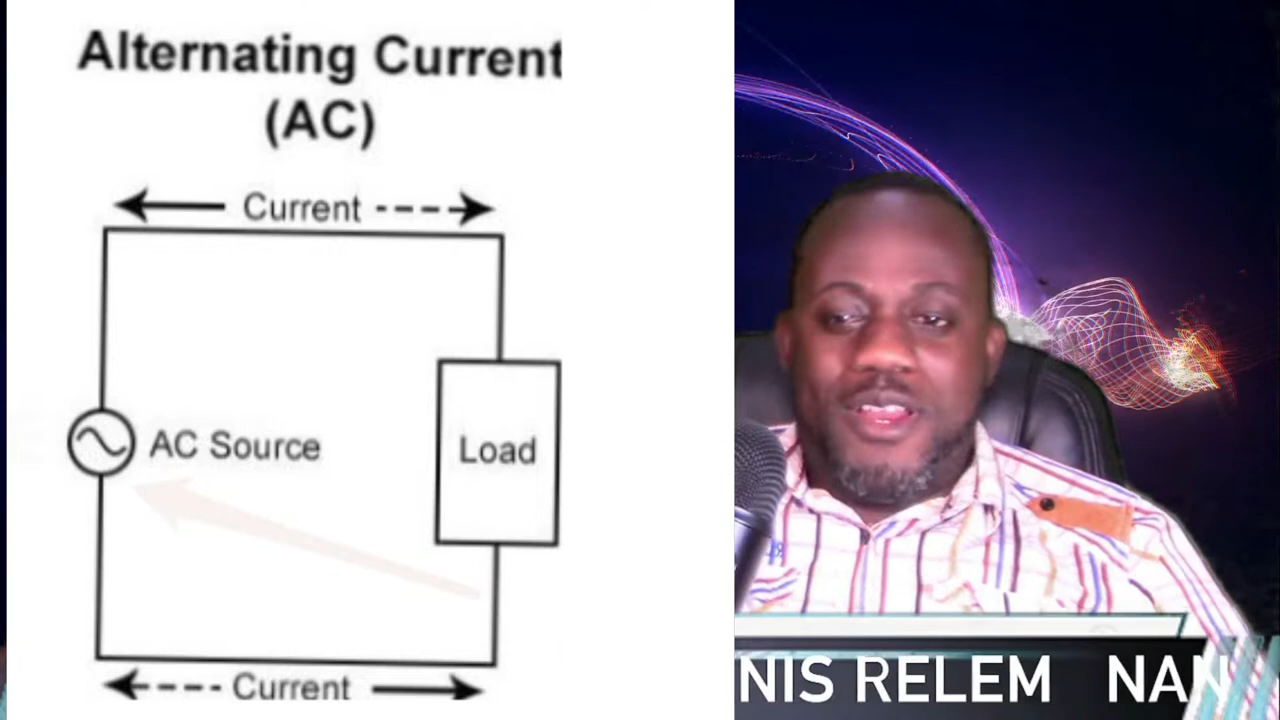 Alternating Current
(AC)
Current
AC Source
Load
Current
NIS RELEM NAN